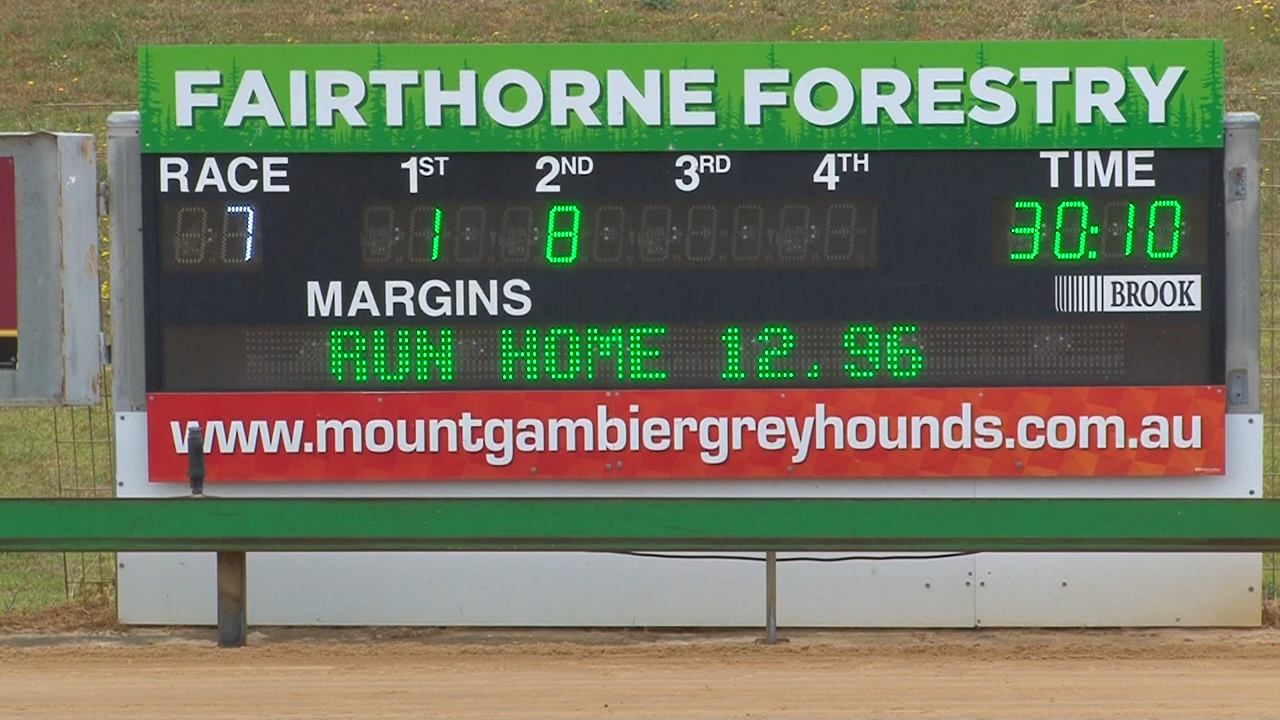 FAIRTHORNE FORESTRY
RACE 1ST 2ND 3RD 4TH TIME
7 1 8 30:10
BROOK
MARGINS
RUN HOME 12.96
www.mountgambiergreyhounds.com.au